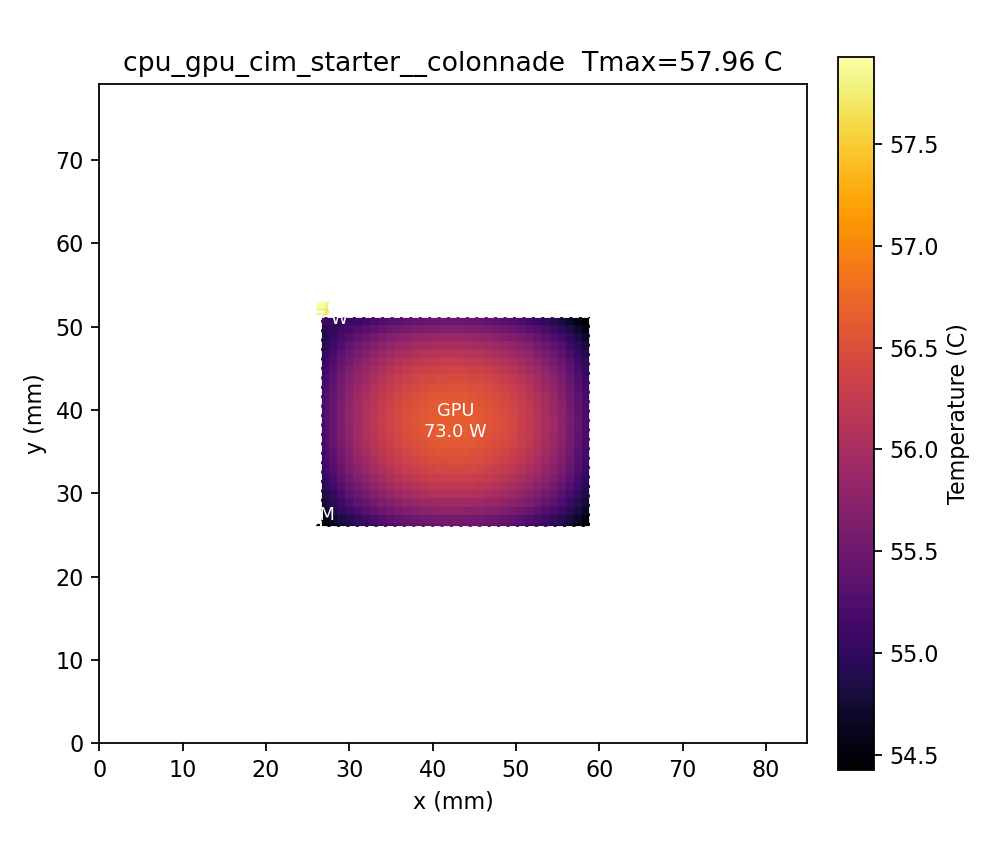 cpu_gpu_cim_starter__colonnade Tmax=57.96 C
70
60
50
40
30
20
10
0
y (mm)
W
GPU
73.0 W
M
0 10 20 30 40 50 60 70 80
x (mm)
57.5
57.0
56.5
56.0
55.5
55.0
54.5
Temperature (C)